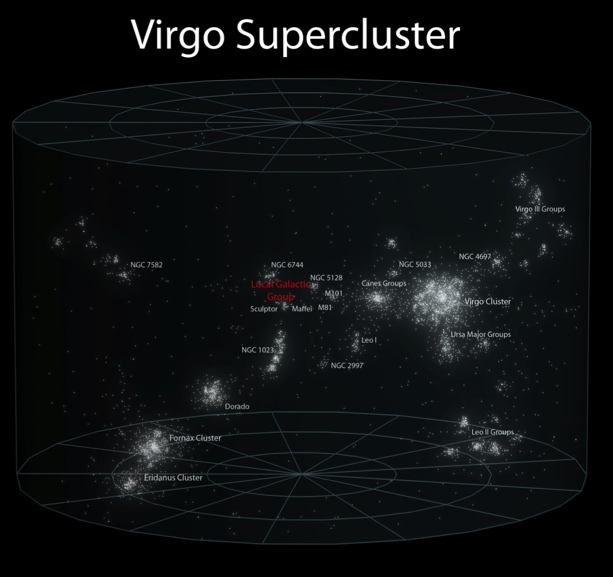 Virgo Supercluster
Virgo III Groups
NGC 7582
NGC 6744
NGC 5033
NGC 4697
Local Galactic
Group
NGC 5128
Canes Groups
M101
Virgo Cluster
Sculptor
Maffei
M81
Ursa Major Groups
Leo I
NGC 1023
NGC 2997
Dorado
Leo II Groups
Fornax Cluster
Eridanus Cluster